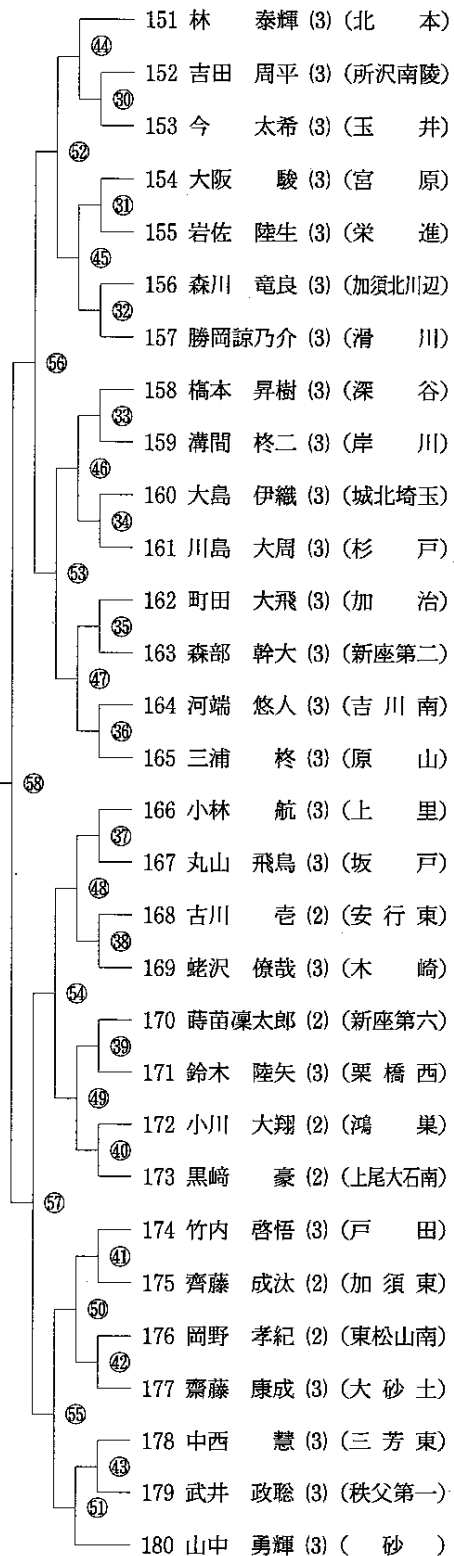 151 林　　泰輝 (3) (北　　本)
㊹
152 吉田　周平 (3) (所沢南陵)
㉚
153 今　　太希 (3) (玉　　井)
52
154 大阪　　駿 (3) (宮　　原)
㉛
155 岩佐　陸生 (3) (栄　　進)
㊺
156 森川　竜良 (3) (加須北川辺)
㉜
157 勝岡諒乃介 (3) (滑　　川)
56
158 槗本　昇樹 (3) (深　　谷)
㉝
159 溝間　柊二 (3) (岸　　川)
㊻
160 大島　伊織 (3) (城北埼玉)
㉞
161 川島　大周 (3) (杉　　戸)
53
162 町田　大飛 (3) (加　　治)
㉟
163 森部　幹大 (3) (新座第二)
㊼
164 河端　悠人 (3) (吉 川 南)
㊱
165 三浦　　柊 (3) (原　　山)
58
166 小林　　航 (3) (上　　里)
㊲
167 丸山　飛鳥 (3) (坂　　戸)
㊽
168 古川　　壱 (2) (安 行 東)
㊳
169 蛯沢　僚哉 (3) (木　　崎)
54
170 蒔苗凜太郎 (2) (新座第六)
㊴
171 鈴木　陸矢 (3) (栗 橋 西)
㊾
172 小川　大翔 (2) (鴻　　巣)
㊵
173 黒﨑　　豪 (2) (上尾大石南)
57
174 竹内　啓悟 (3) (戸　　田)
㊶
175 齊藤　成汰 (2) (加 須 東)
㊿
176 岡野　孝紀 (2) (東松山南)
㊷
177 齋藤　康成 (3) (大 砂 土)
55
178 中西　　慧 (3) (三 芳 東)
㊸
179 武井　政聡 (3) (秩父第一)
51
180 山中　勇輝 (3) (　砂　)